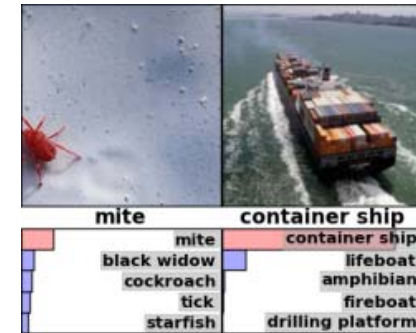 mite
mite
black widow
cockroach
tick
starfish
container ship
container ship
lifeboat
amphibian
fireboat
drilling platform